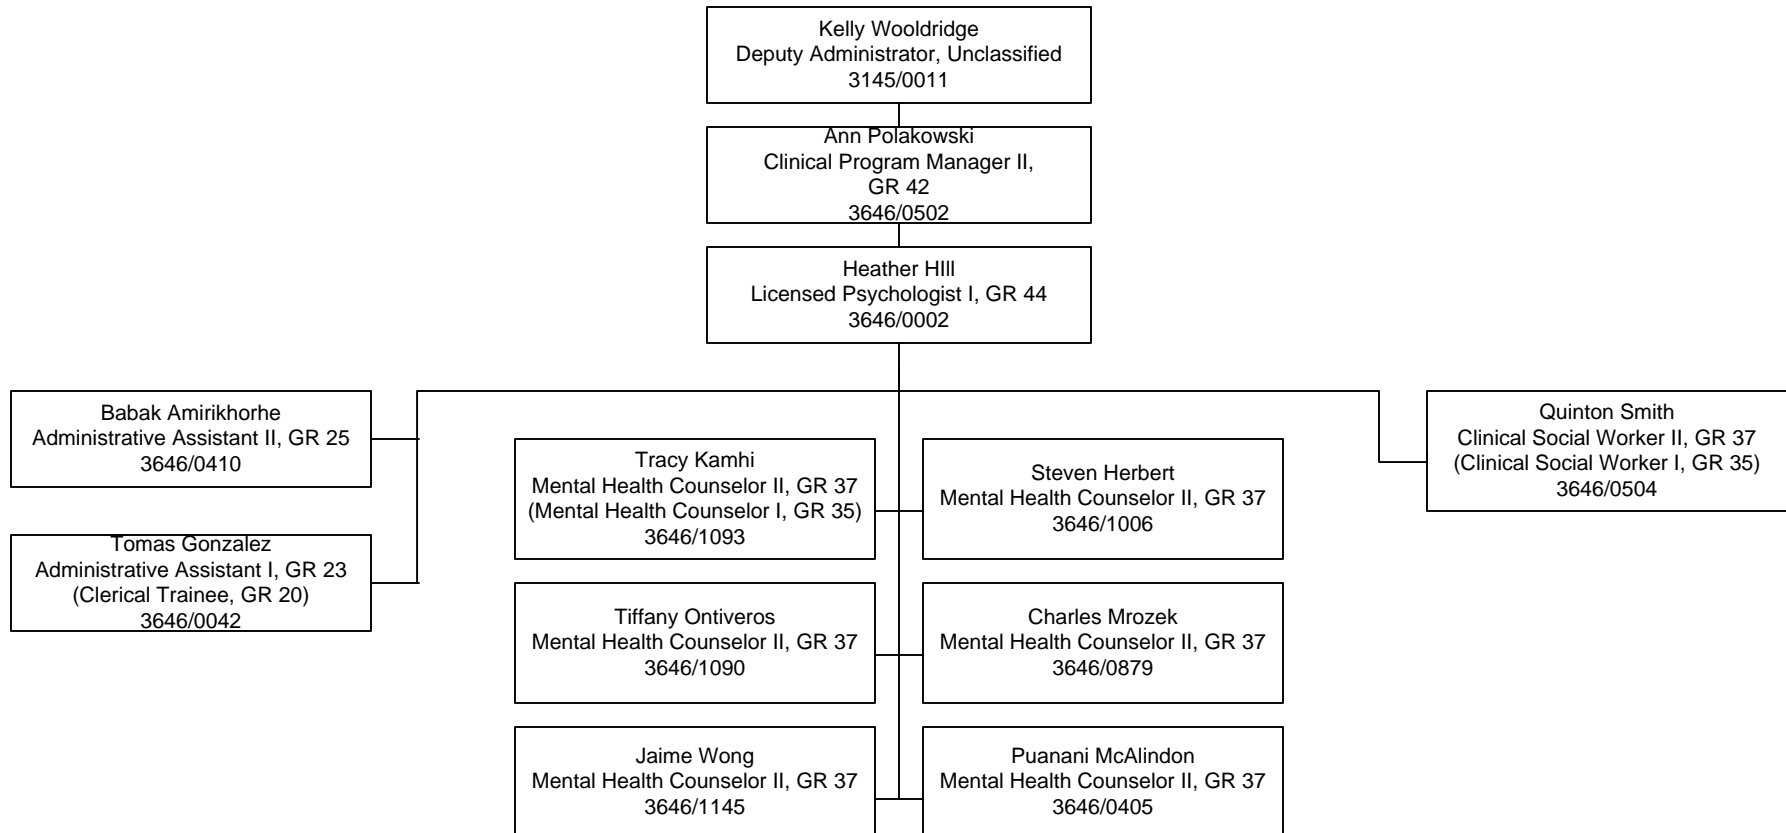 Kelly Wooldridge
Deputy Administrator, Unclassified
3145/0011
Ann Polakowski
Clinical Program Manager II,
GR 42
3646/0502
Heather HIll
Licensed Psychologist I, GR 44
3646/0002
Babak Amirikhorhe
Administrative Assistant II, GR 25
3646/0410
Tomas Gonzalez
Administrative Assistant I, GR 23
(Clerical Trainee, GR 20)
3646/0042
Tracy Kamhi
Mental Health Counselor II, GR 37
(Mental Health Counselor I, GR 35)
3646/1093
Steven Herbert
Mental Health Counselor II, GR 37
3646/1006
Quinton Smith
Clinical Social Worker II, GR 37
(Clinical Social Worker I, GR 35)
3646/0504
Tiffany Ontiveros
Mental Health Counselor II, GR 37
3646/1090
Charles Mrozek
Mental Health Counselor II, GR 37
3646/0879
Jaime Wong
Mental Health Counselor II, GR 37
3646/1145
Puanani McAlindon
Mental Health Counselor II, GR 37
3646/0405